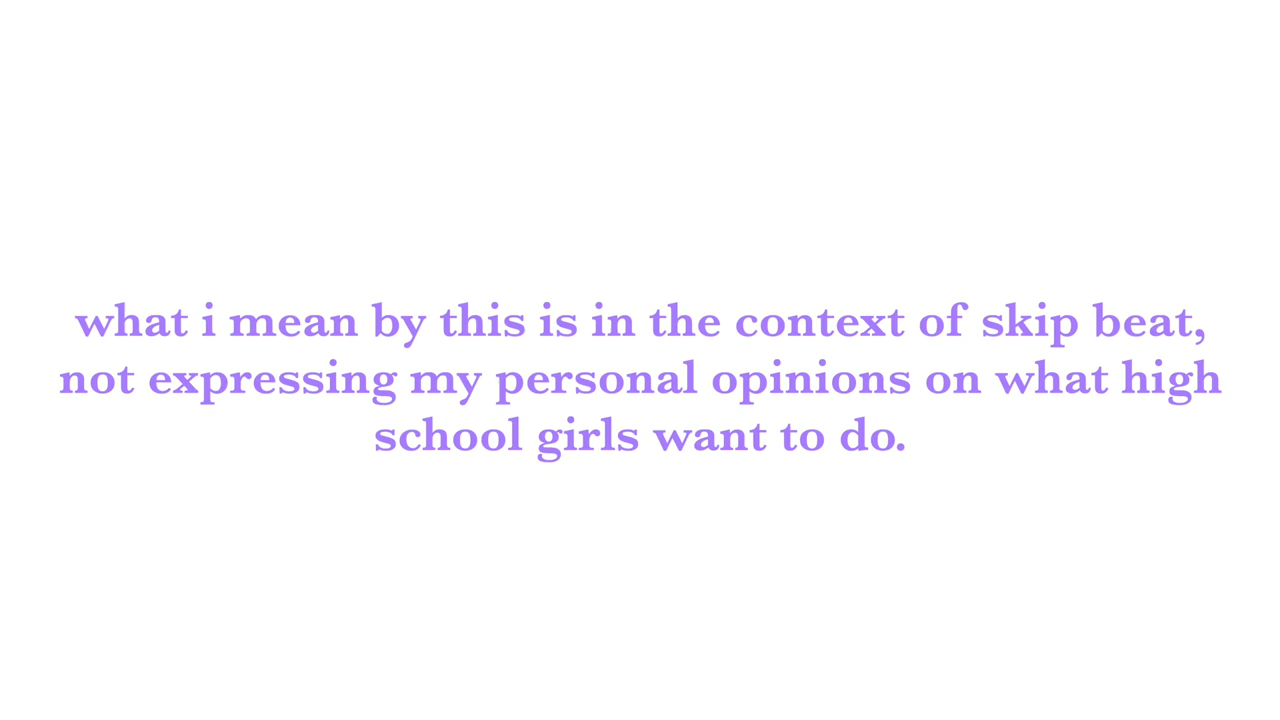 what i mean by this is in the context of skip beat,
not expressing my personal opinions on what high
school girls want to do.